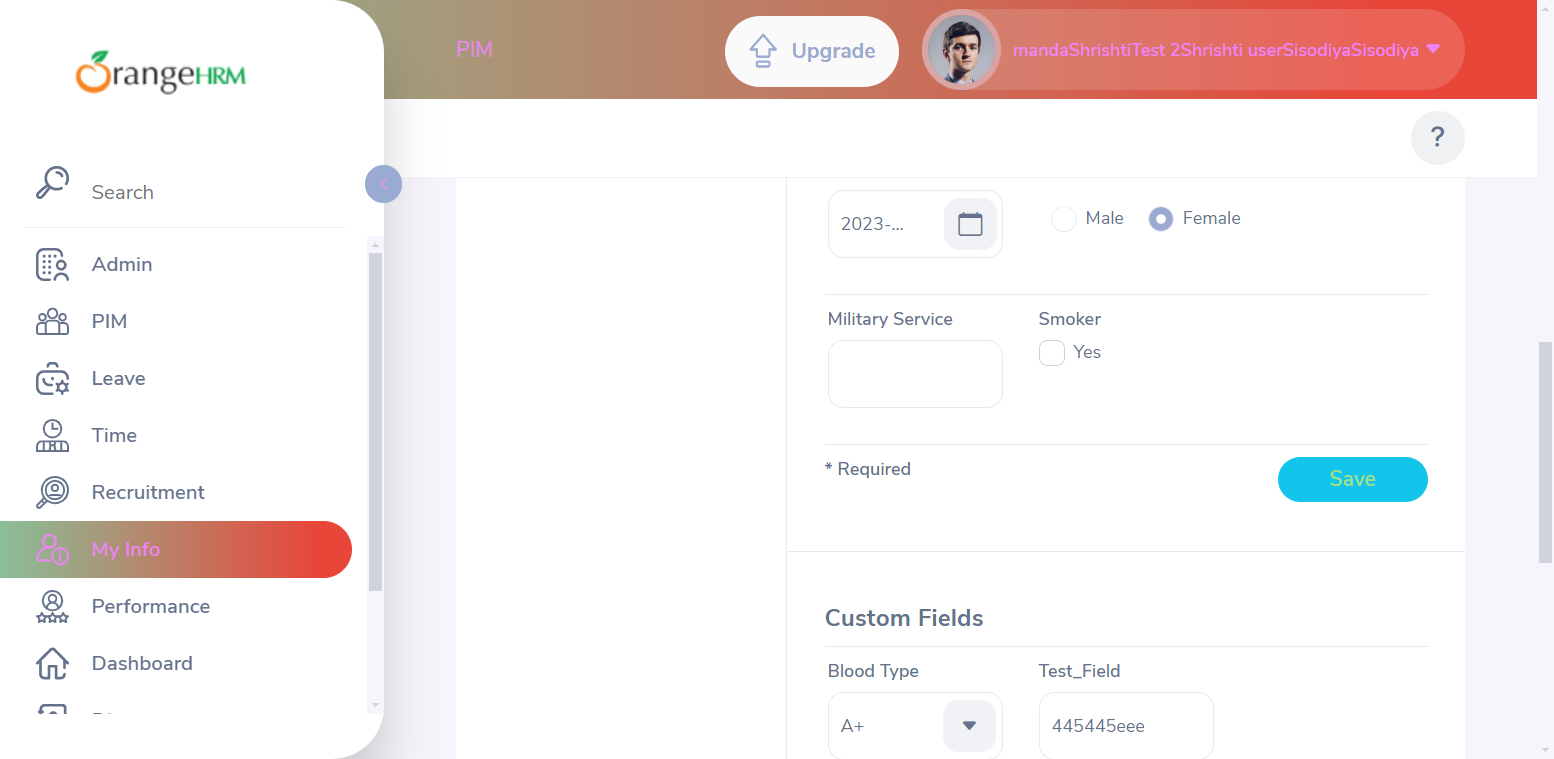 OrangeHRM
PIM
Upgrade
mandaShrishtiTest 2Shrishti userSisodiyaSisodiya
?
Search
Admin
PIM
Leave
Time
Recruitment
My Info
Performance
Dashboard
2023-...
Male
Female
Military Service
Smoker
Yes
* Required
Save
Custom Fields
Blood Type
Test_Field
A+
445445eee